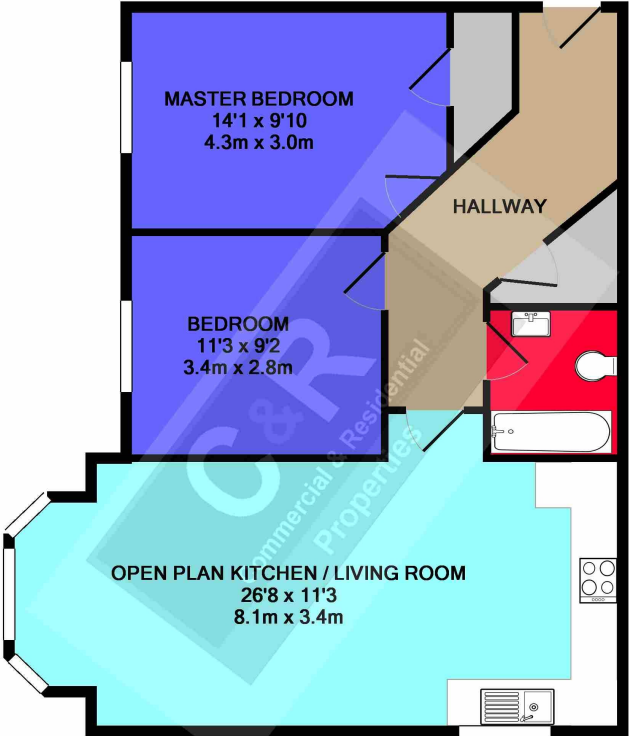 MASTER BEDROOM
14'1 x 9'10
4.3m x 3.0m
HALLWAY
BEDROOM
11'3 x 9'2
3.4m x 2.8m
C&R
Commercial & Residential
Properties
OPEN PLAN KITCHEN / LIVING ROOM
26'8 x 11'3
8.1m x 3.4m